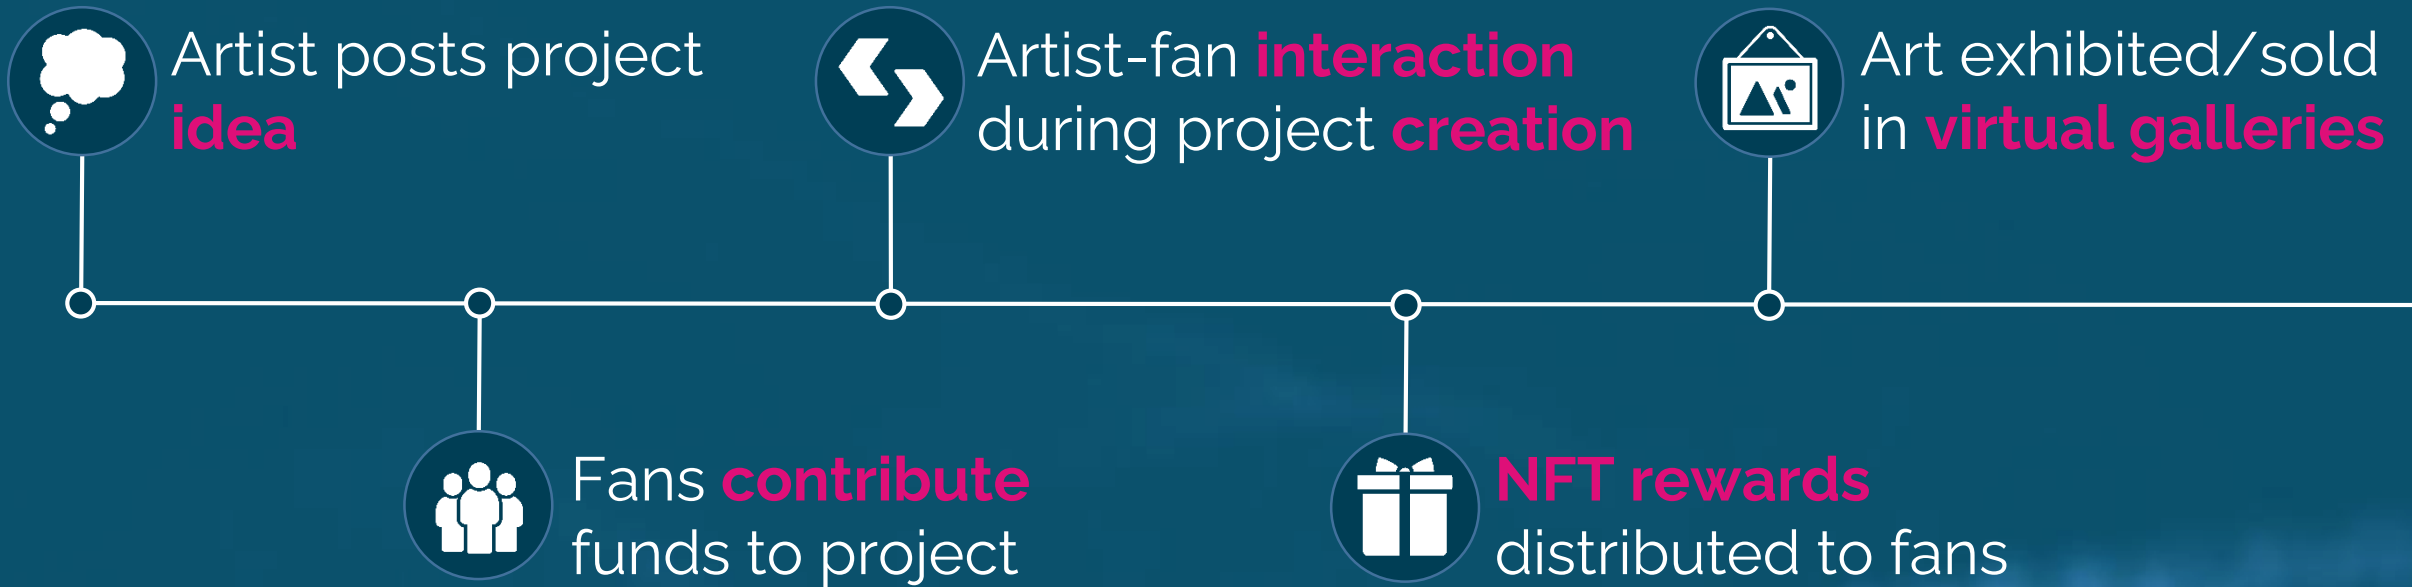 Artist posts project
idea
Fans contribute
funds to project
Artist-fan interaction
during project creation
NFT rewards
distributed to fans
Art exhibited/sold
in virtual galleries